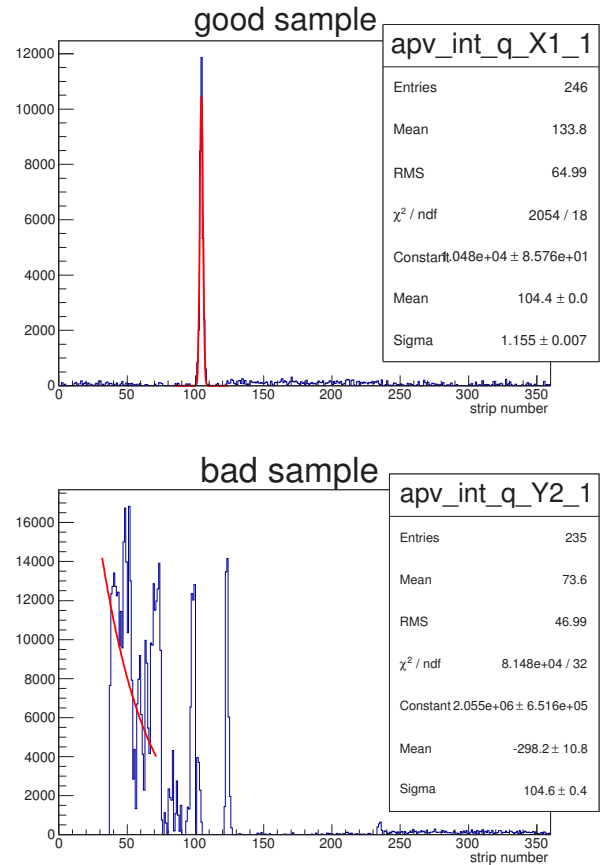 good sample
apv_int_q_X1_1
Entries 246
Mean 133.8
RMS 64.99
χ² / ndf 2054 / 18
Constant 1.048e+04 ± 8.576e+01
Mean 104.4 ± 0.0
Sigma 1.155 ± 0.007
12000
10000
8000
6000
4000
2000
0
0 50 100 150 200 250 300 350
strip number
bad sample
apv_int_q_Y2_1
Entries 235
Mean 73.6
RMS 46.99
χ² / ndf 8.148e+04 / 32
Constant 2.055e+06 ± 6.516e+05
Mean -298.2 ± 10.8
Sigma 104.6 ± 0.4
16000
14000
12000
10000
8000
6000
4000
2000
0
0 50 100 150 200 250 300 350
strip number